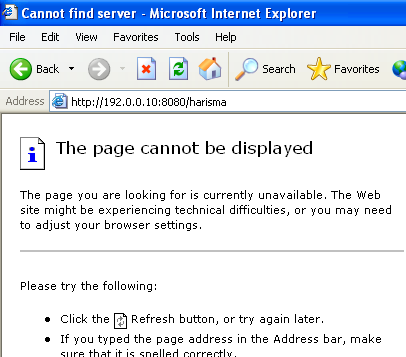 Cannot find server - Microsoft Internet Explorer
File Edit View Favorites Tools Help
Back Search Favorites
Address http://192.0.0.10:8080/harisma
The page cannot be displayed
The page you are looking for is currently unavailable. The Web
site might be experiencing technical difficulties, or you may need
to adjust your browser settings.
Please try the following:
Click the Refresh button, or try again later.
If you typed the page address in the Address bar, make
sure that it is spelled correctly.